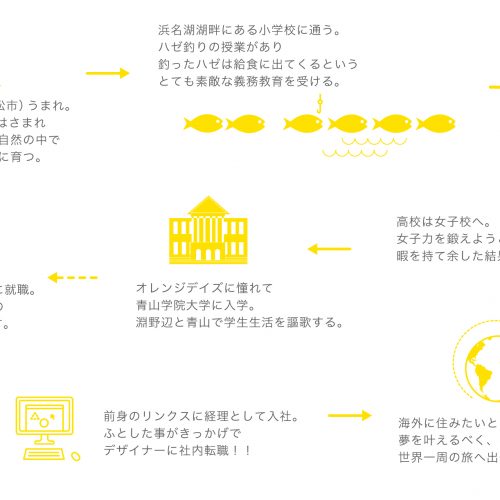 浜名湖湖畔にある小学校に通う。
ハゼ釣りの授業があり
釣ったハゼは給食に出てくるという
とても素敵な義務教育を受ける。
松市）うまれ。
はさまれ
自然の中で
に育つ。
高校は女子校へ。
女子力を鍛えよう
暇を持て余した結果
オレンジデイズに憧れて
青山学院大学に入学。
淵野辺と青山で学生生活を謳歌する。
に就職。
の
す。
前身のリンクスに経理として入社。
ふとした事がきっかけで
デザイナーに社内転職！！
海外に住みたいと
夢を叶えるべく、
世界一周の旅へ出